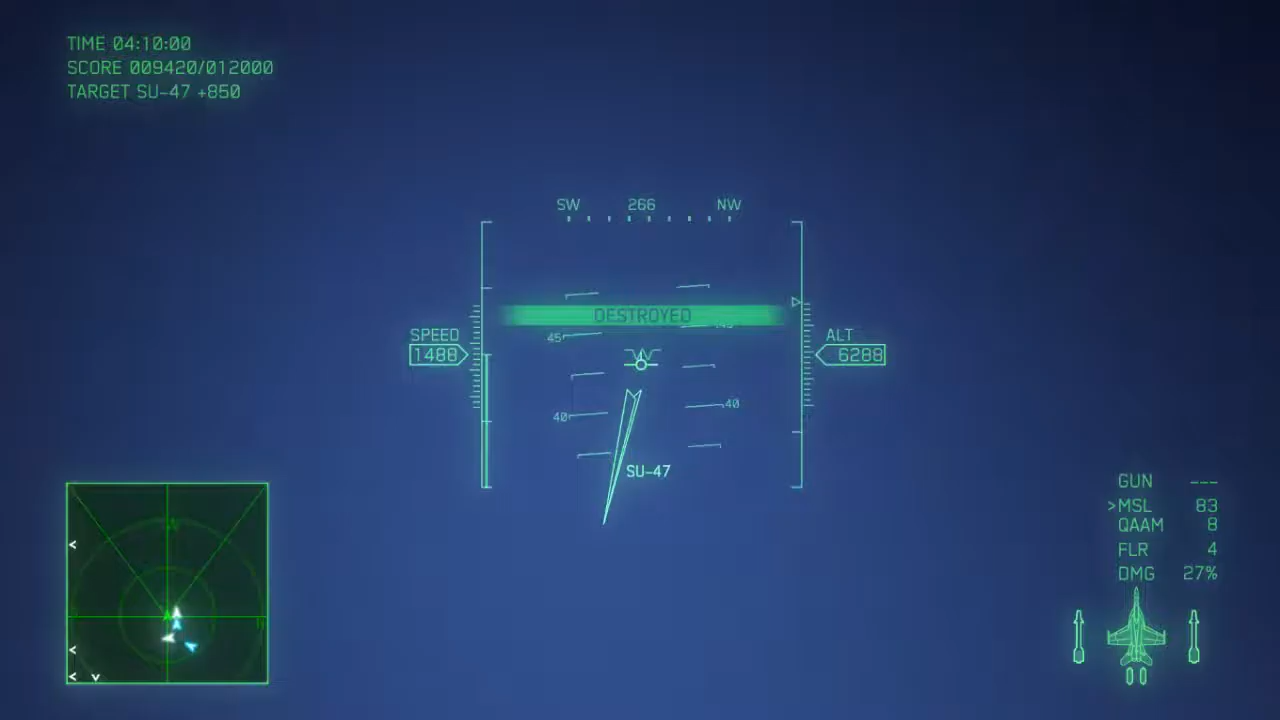 TIME 04:10:00
SCORE 009420/012000
TARGET SU-47 +850
SW 266 NW
DESTROYED
45 45
SPEED
1488
ALT
6288
40 40
SU-47
GUN ---
>MSL 83
QAAM 8
FLR 4
DMG 27%
N